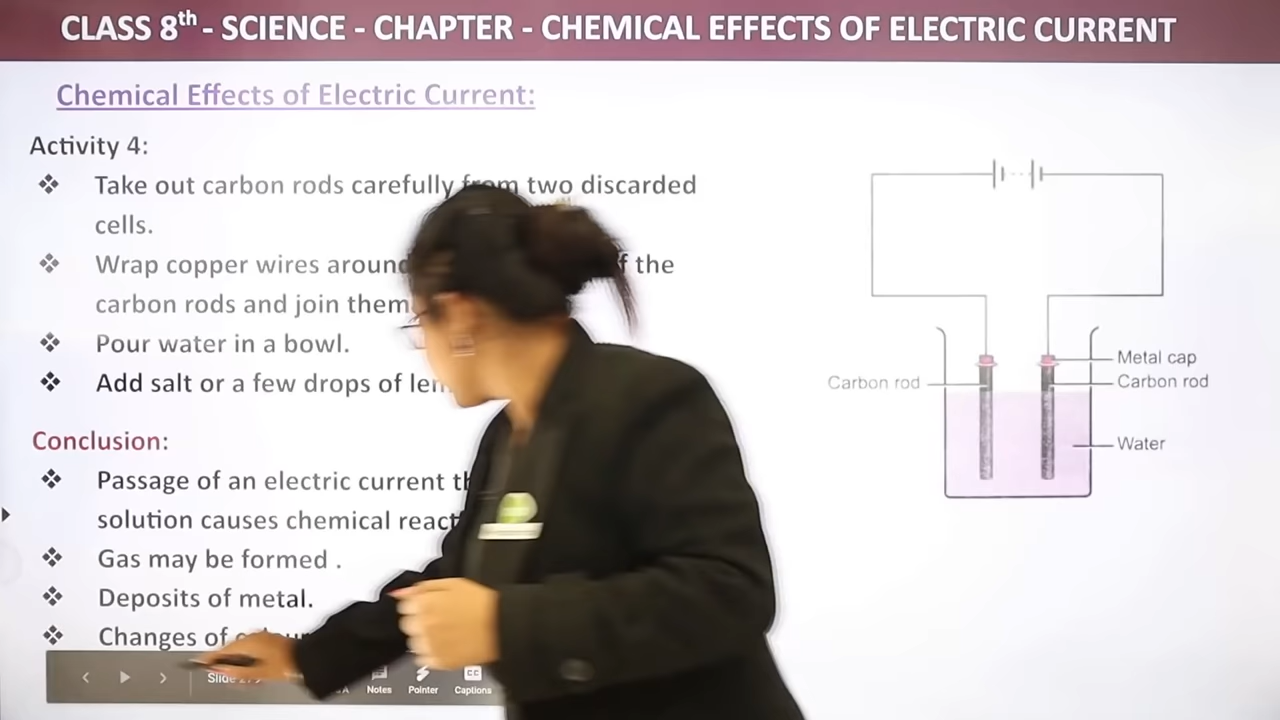 CLASS 8th - SCIENCE - CHAPTER - CHEMICAL EFFECTS OF ELECTRIC CURRENT
Chemical Effects of Electric Current:
Activity 4:
❖ Take out carbon rods carefully from two discarded
cells.
❖ Wrap copper wires around the
carbon rods and join them
❖ Pour water in a bowl.
❖ Add salt or a few drops of
Conclusion:
❖ Passage of an electric current
solution causes chemical
❖ Gas may be formed .
❖ Deposits of metal.
❖ Changes of
Slide
Notes
Pointer
Captions
Metal cap
Carbon rod
Carbon rod
Water